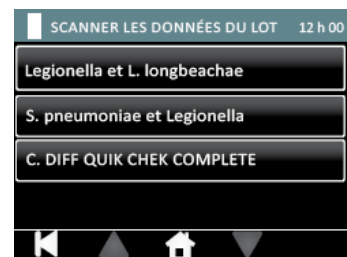 SCANNER LES DONNÉES DU LOT 12 h 00
Legionella et L. longbeachae
S. pneumoniae et Legionella
C. DIFF QUIK CHEK COMPLETE